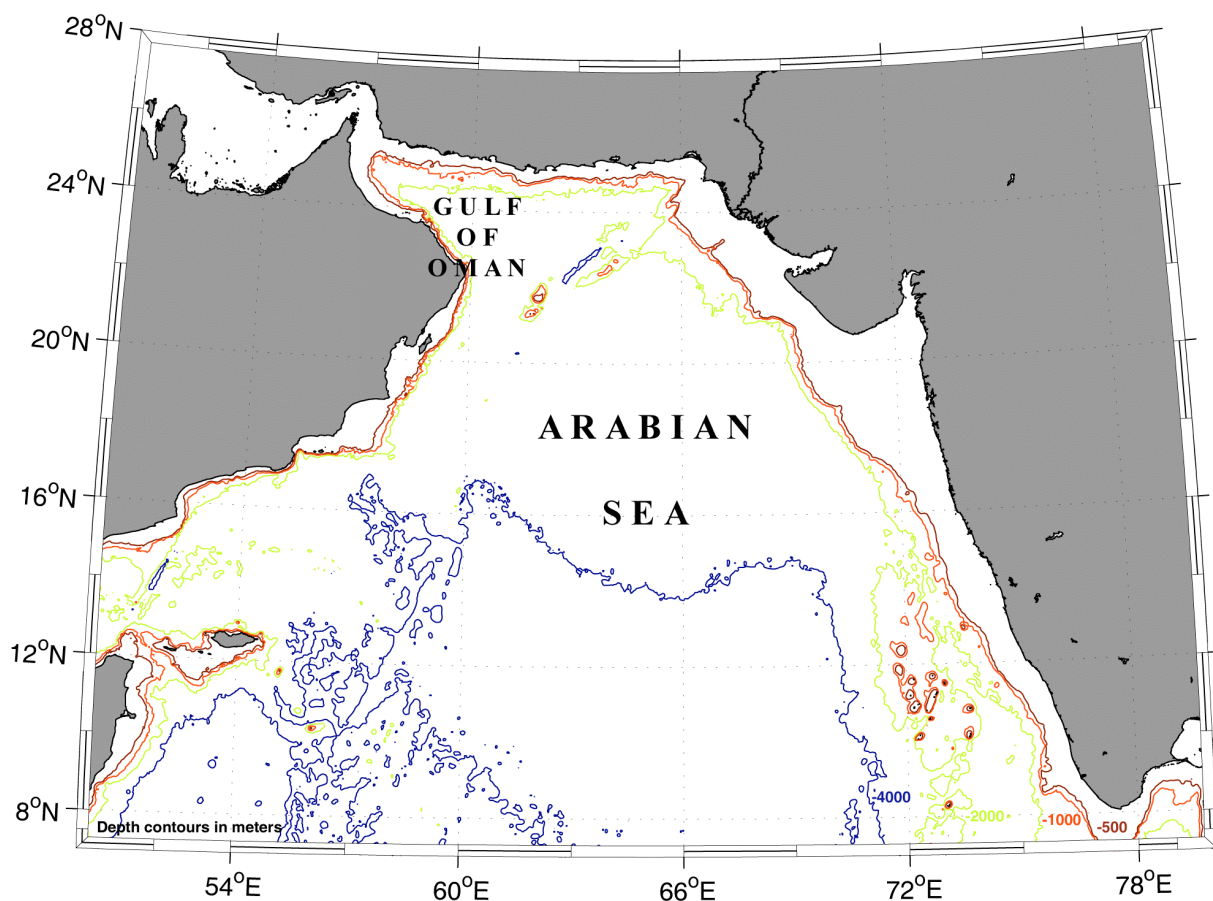 28°N
24°N
20°N
16°N
12°N
8°N
GULF
OF
OMAN
ARABIAN
SEA
-4000
-2000
-1000
-500
Depth contours in meters
54°E
60°E
66°E
72°E
78°E